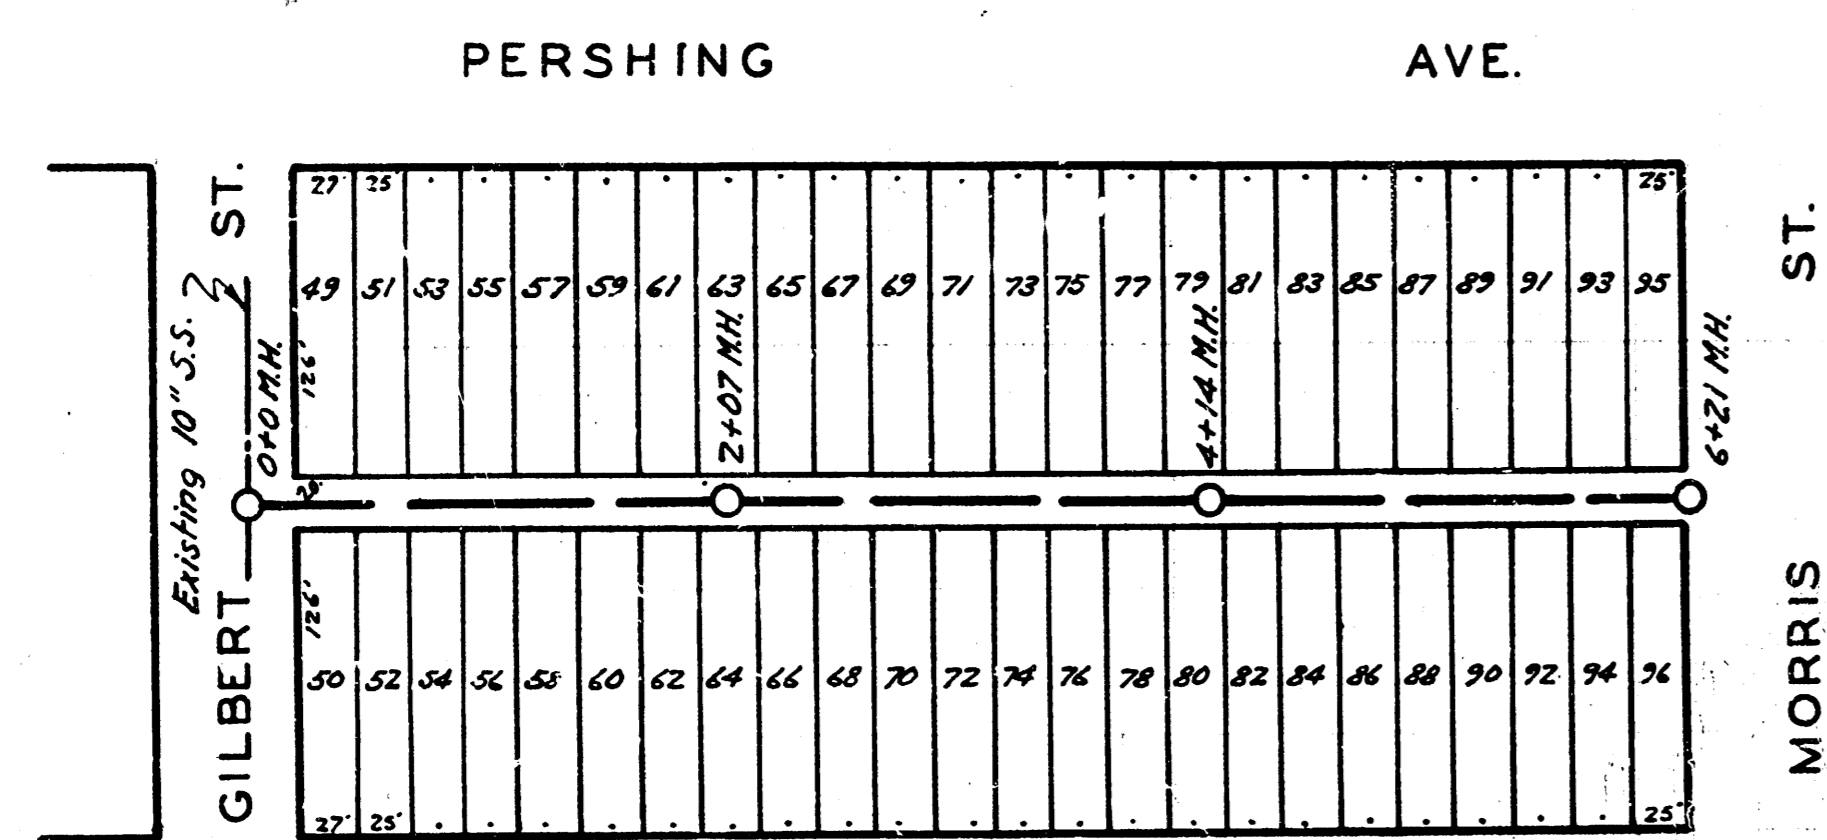 PERSHING AVE.
GILBERT ST.
MORRIS ST.
Existing 10" S.S.
0+0 M.H.
2+07 M.H.
4+14 M.H.
6+21 M.H.
27' 25' 25'
49 51 53 55 57 59 61 63 65 67 69 71 73 75 77 79 81 83 85 87 89 91 93 95
126'
20'
126'
50 52 54 56 58 60 62 64 66 68 70 72 74 76 78 80 82 84 86 88 90 92 94 96
27' 25' 25'